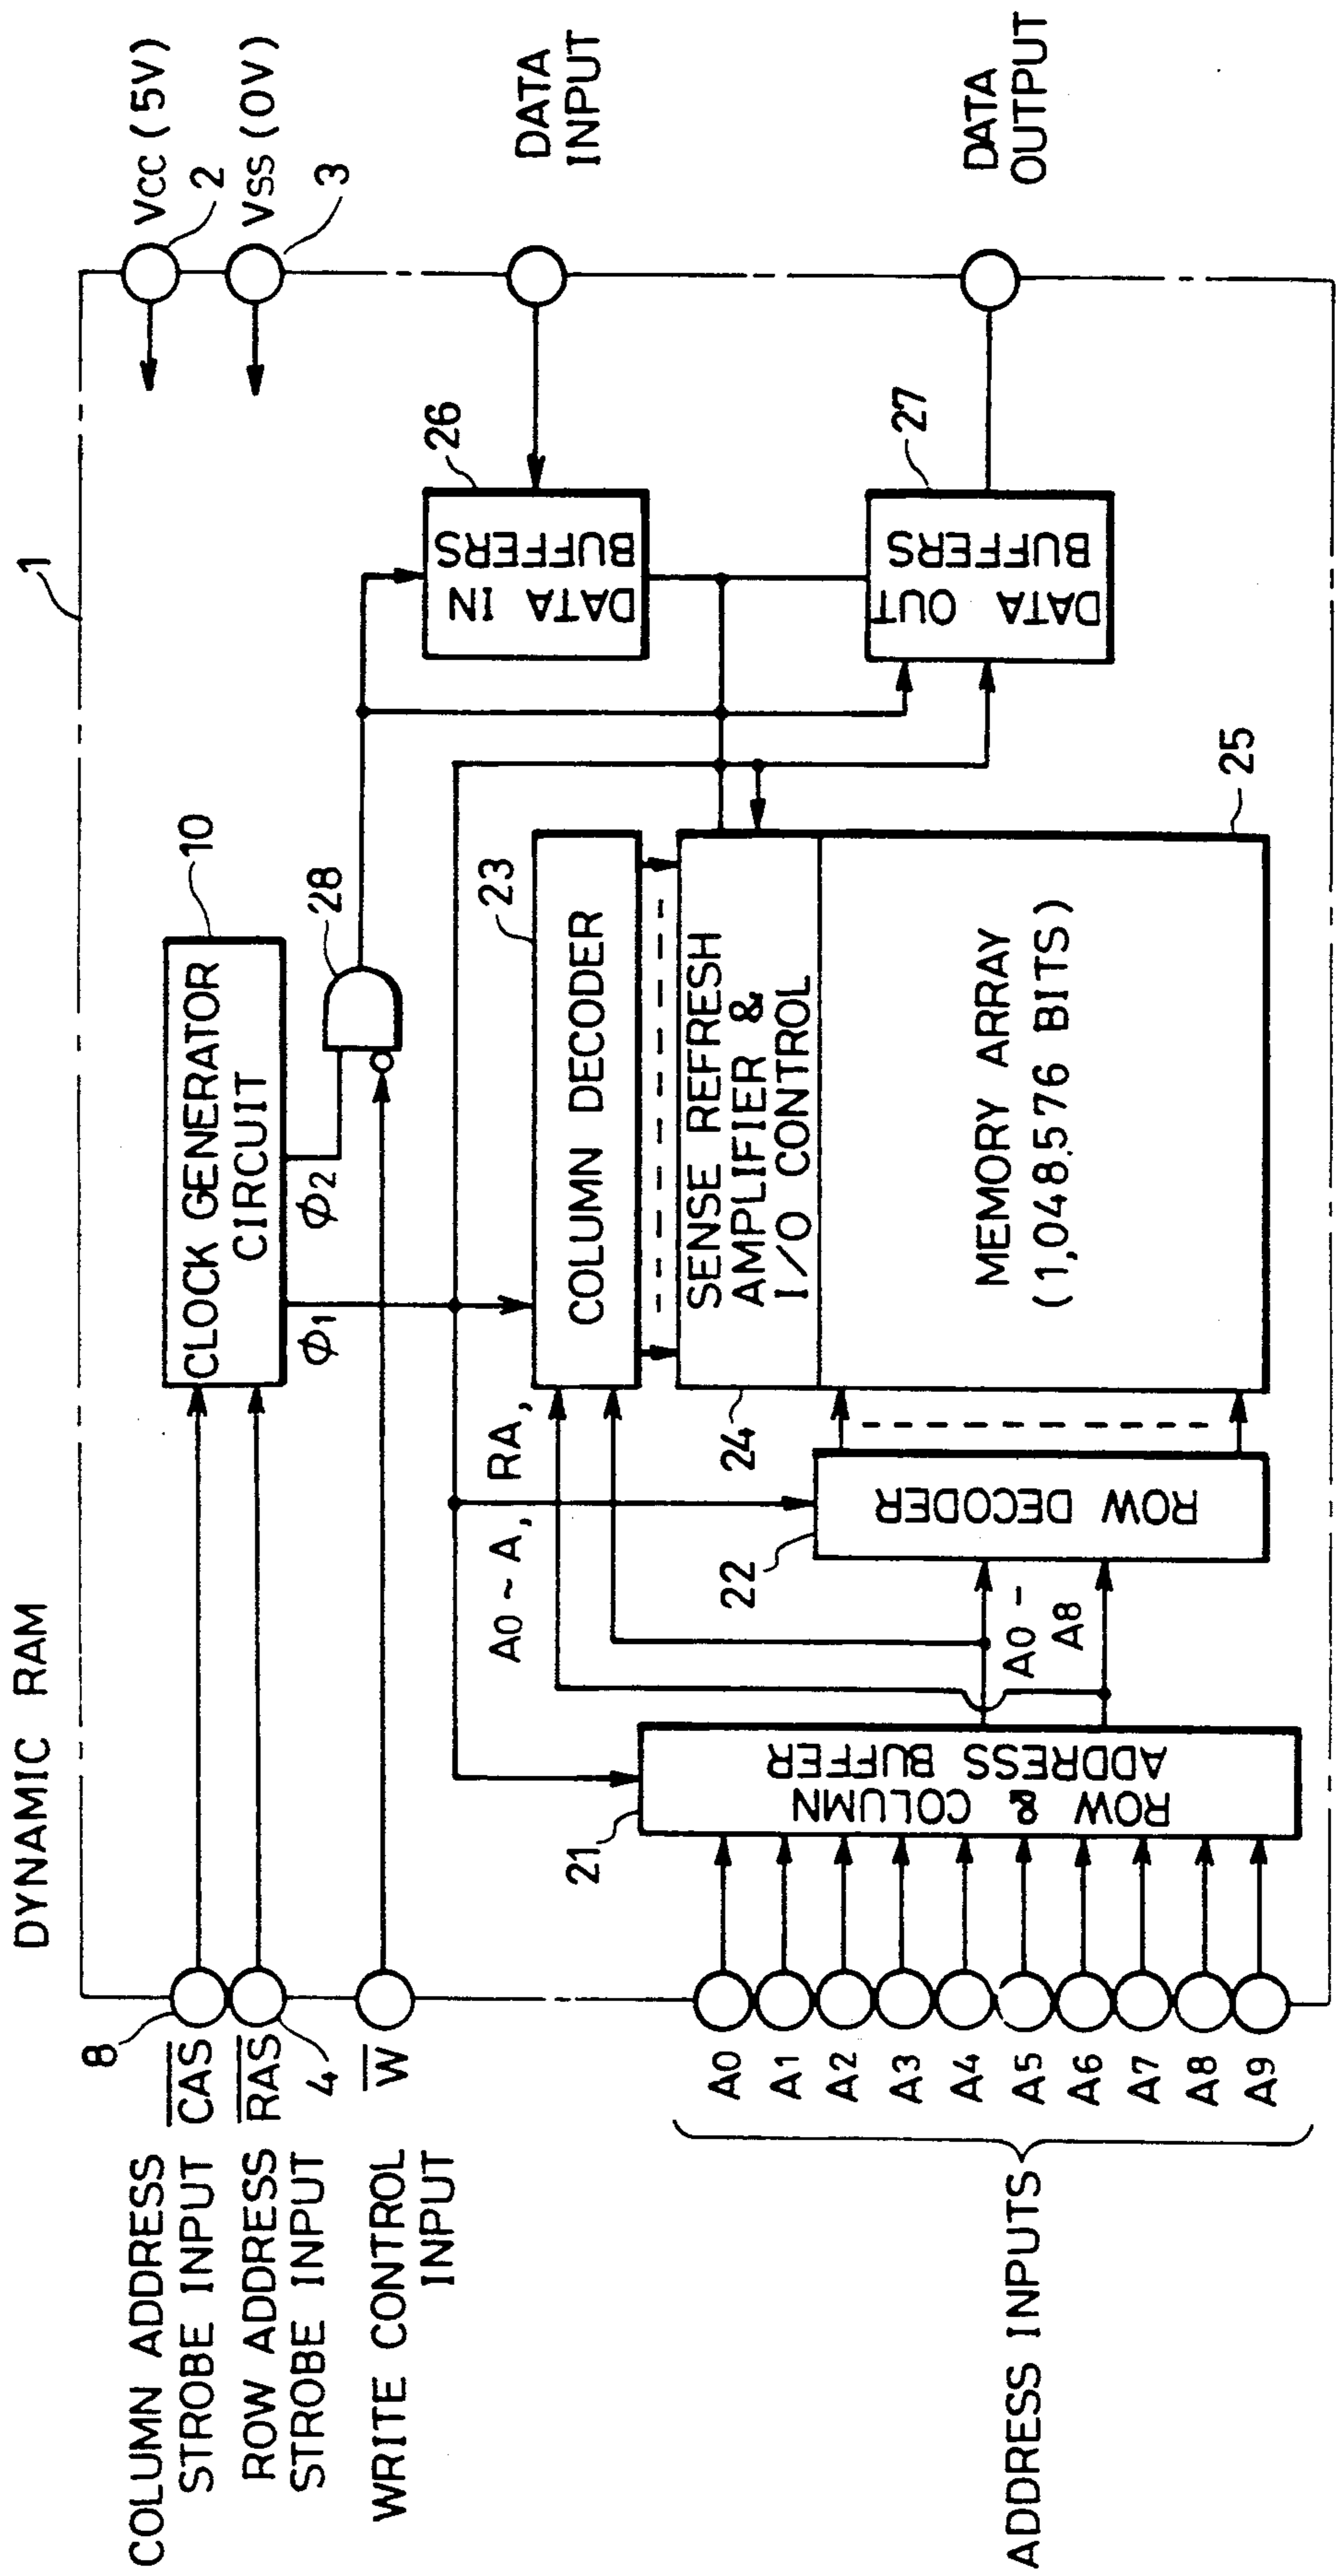 DYNAMIC RAM
1
VCC (5V)
2
VSS (0V)
3
COLUMN ADDRESS
STROBE INPUT
8
CAS
ROW ADDRESS
STROBE INPUT
RAS
4
WRITE CONTROL
INPUT
W
CLOCK GENERATOR
CIRCUIT
10
ϕ1
ϕ2
28
26
DATA IN
BUFFERS
DATA
INPUT
A0 ~ A,
RA,
23
COLUMN DECODER
24
SENSE REFRESH
AMPLIFIER &
I/O CONTROL
27
DATA OUT
BUFFERS
DATA
OUTPUT
MEMORY ARRAY
(1,048,576 BITS)
25
22
ROW DECODER
A0 -
A8
21
ROW & COLUMN
ADDRESS BUFFER
ADDRESS INPUTS
A0
A1
A2
A3
A4
A5
A6
A7
A8
A9